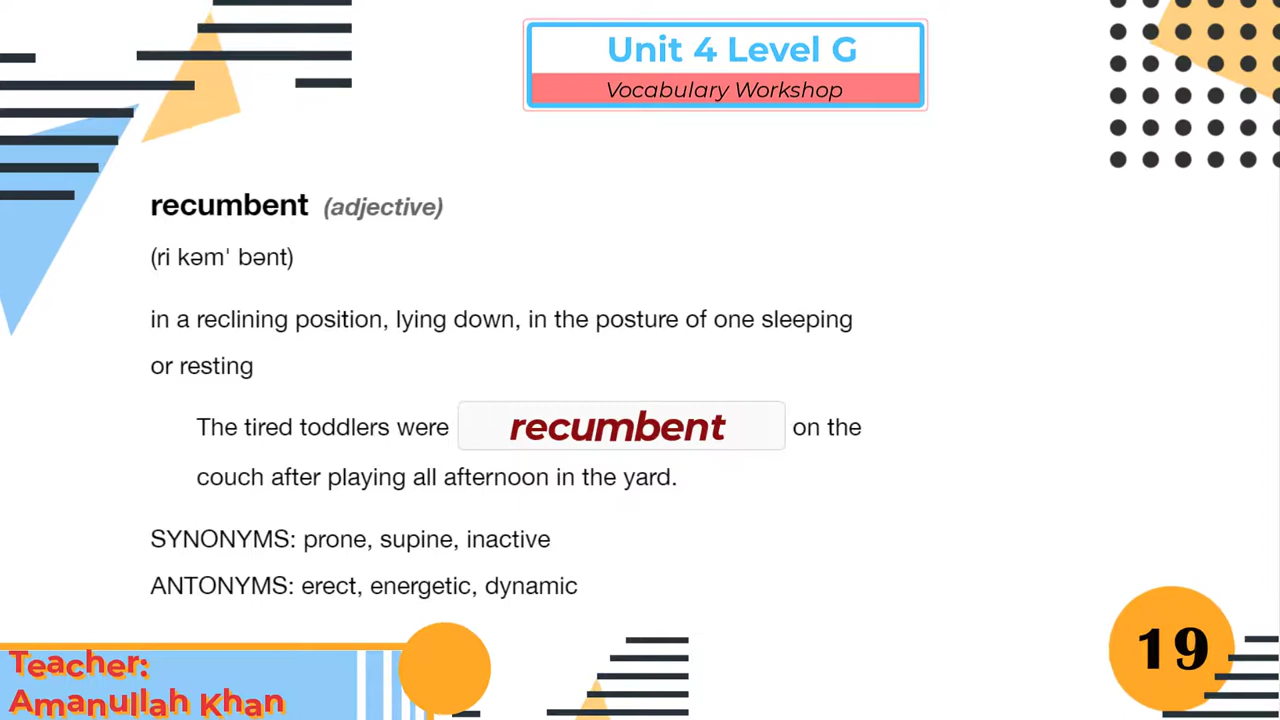 Unit 4 Level G
Vocabulary Workshop
recumbent (adjective)
(ri kəmˈ bənt)
in a reclining position, lying down, in the posture of one sleeping
or resting
The tired toddlers were recumbent on the
couch after playing all afternoon in the yard.
SYNONYMS: prone, supine, inactive
ANTONYMS: erect, energetic, dynamic
Teacher:
Amanullah Khan
19